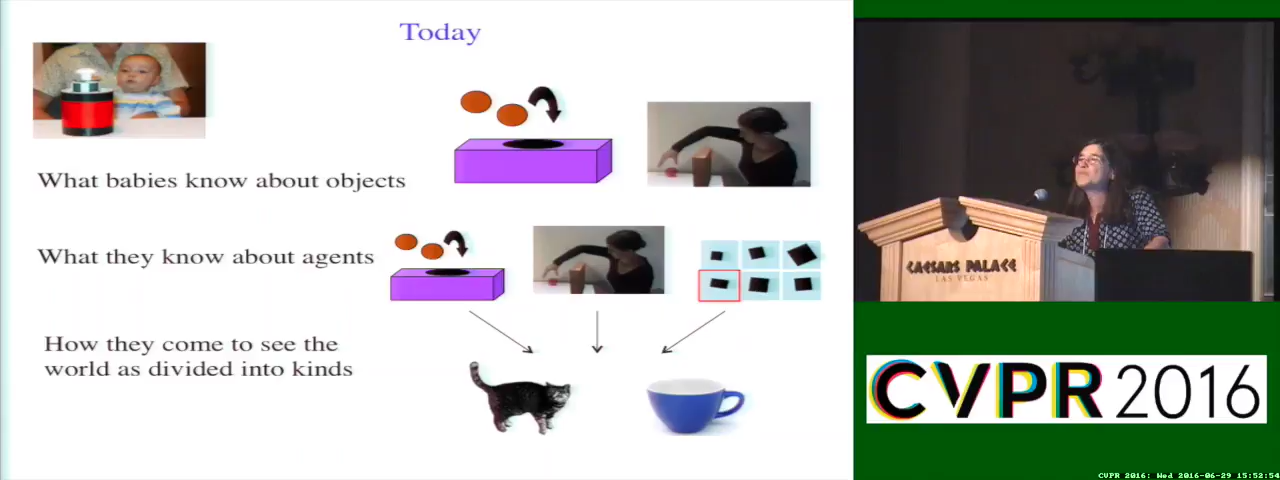 Today
What babies know about objects
What they know about agents
How they come to see the
world as divided into kinds
CAESARS PALACE
LAS VEGAS
CVPR 2016
CVPR 2016: Wed 2016-06-29 15:52:54